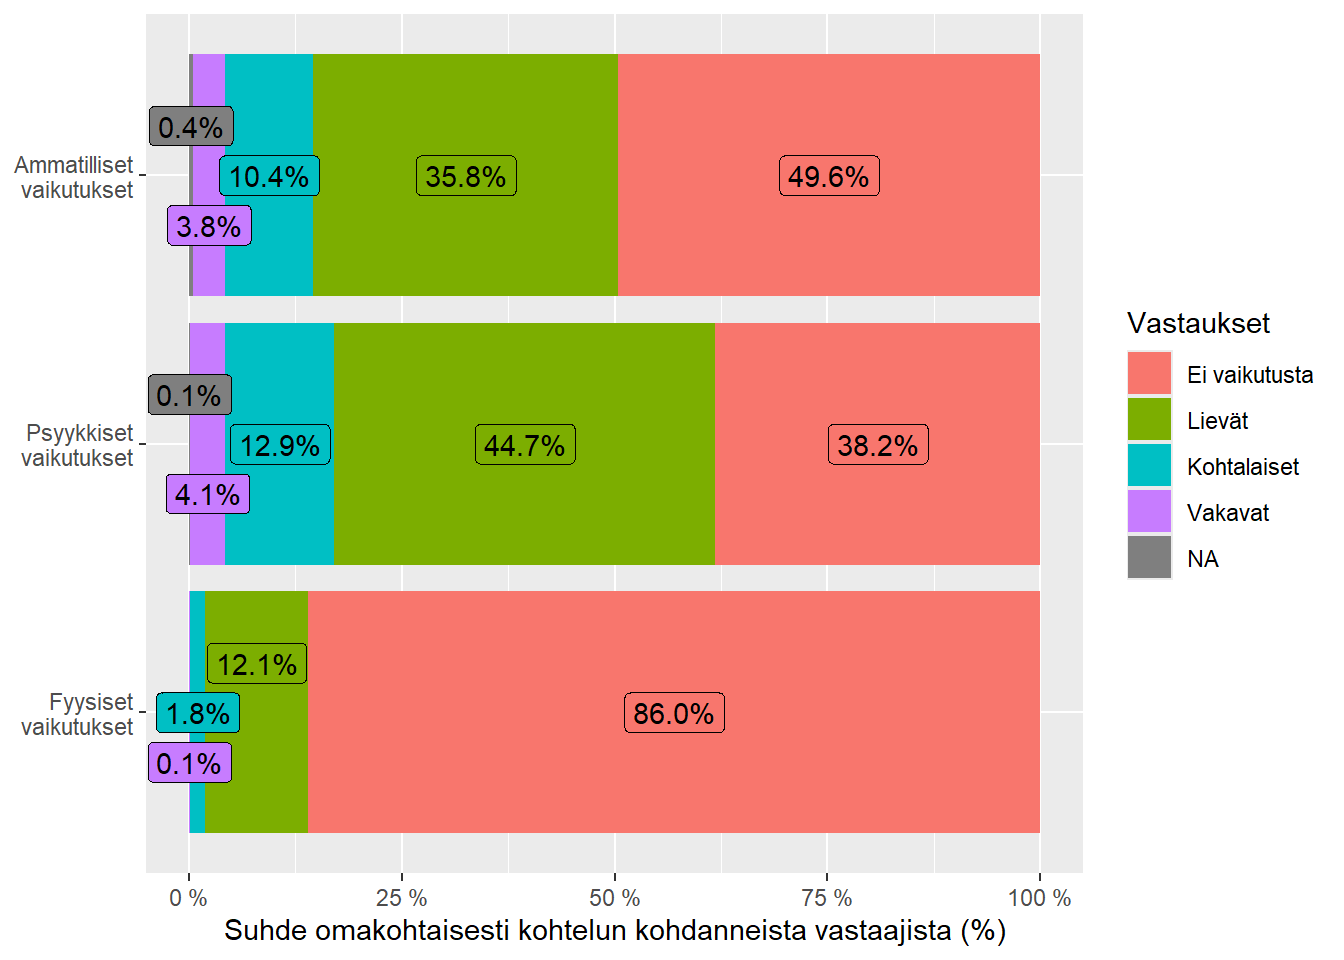 Ammatilliset
vaikutukset
0.4%
3.8%
10.4%
35.8%
49.6%
Psyykkiset
vaikutukset
0.1%
4.1%
12.9%
44.7%
38.2%
Fyysiset
vaikutukset
0.1%
1.8%
12.1%
86.0%
0 %
25 %
50 %
75 %
100 %
Suhde omakohtaisesti kohtelun kohdanneista vastaajista (%)
Vastaukset
Ei vaikutusta
Lievät
Kohtalaiset
Vakavat
NA